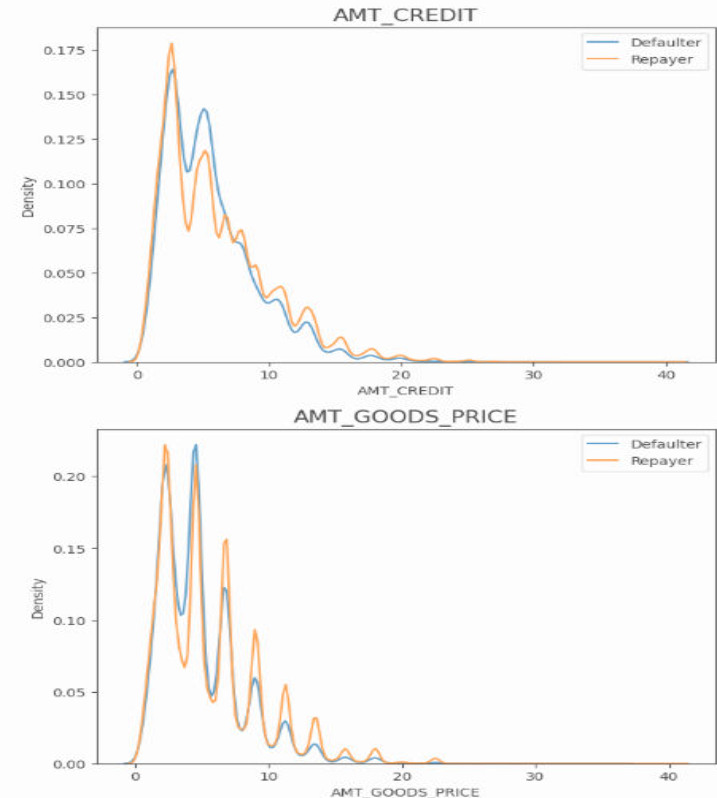 AMT_CREDIT
Defaulter
Repayer
0.175
0.150
0.125
0.100
0.075
0.050
0.025
0.000
Density
0 10 20 30 40
AMT_CREDIT
AMT_GOODS_PRICE
Defaulter
Repayer
0.20
0.15
0.10
0.05
0.00
Density
0 10 20 30 40
AMT_GOODS_PRICE